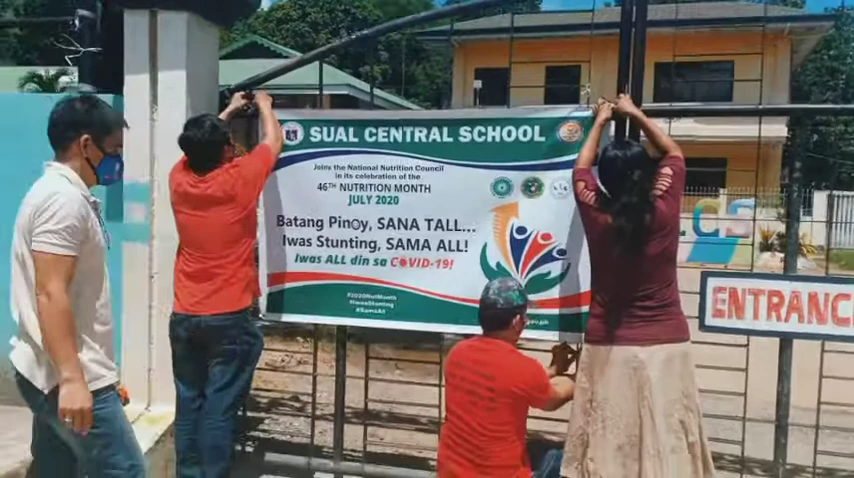 SUAL CENTRAL SCHOOL
Joins the National Nutrition Council
in its celebration of the
46TH NUTRITION MONTH
JULY 2020
Batang Pinoy, SANA TALL...
Iwas Stunting, SAMA ALL!
Iwas ALL din sa COVID-19!
#2020NutMonth
#IwasStunting
#SamaAll
ENTRANCE